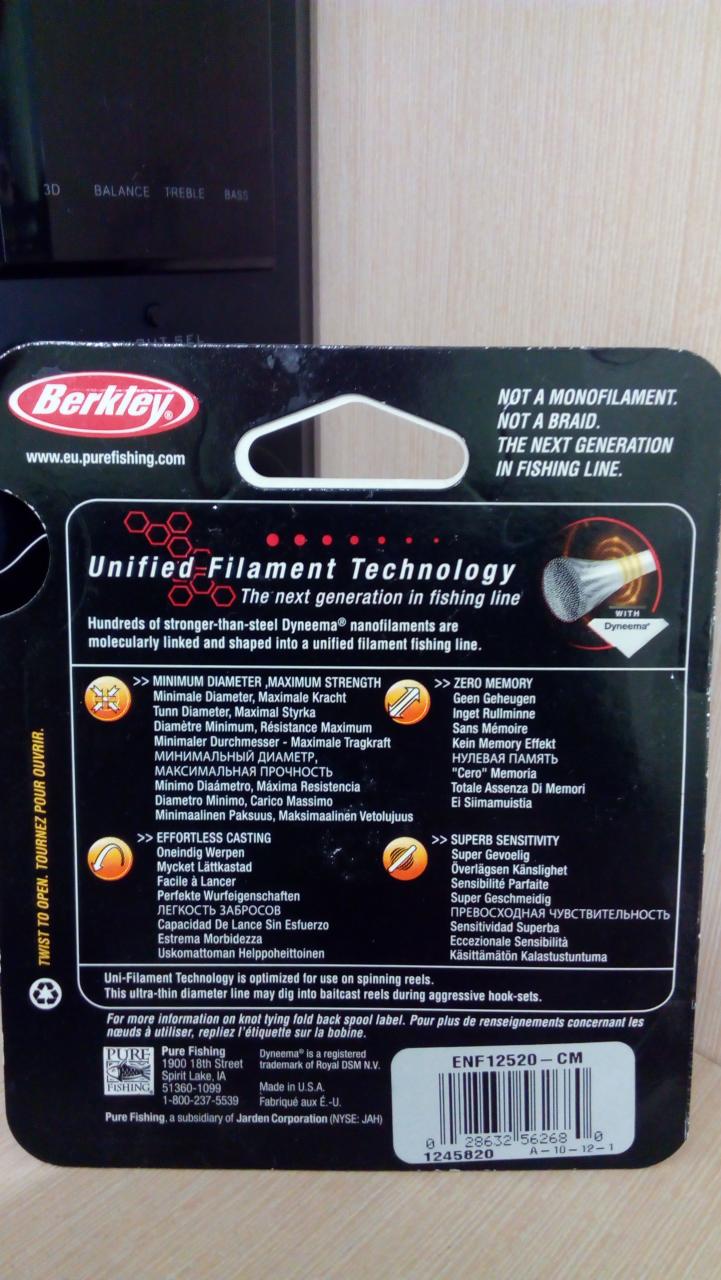 3D BALANCE TREBLE BASS
Berkley®
www.eu.purefishing.com
NOT A MONOFILAMENT.
NOT A BRAID.
THE NEXT GENERATION
IN FISHING LINE.
Unified Filament Technology
The next generation in fishing line
Hundreds of stronger-than-steel Dyneema® nanofilaments are
molecularly linked and shaped into a unified filament fishing line.
WITH
Dyneema®
>> MINIMUM DIAMETER ,MAXIMUM STRENGTH
Minimale Diameter, Maximale Kracht
Tunn Diameter, Maximal Styrka
Diamètre Minimum, Résistance Maximum
Minimaler Durchmesser - Maximale Tragkraft
МИНИМАЛЬНЫЙ ДИАМЕТР,
МАКСИМАЛЬНАЯ ПРОЧНОСТЬ
Mínimo Diaámetro, Máxima Resistencia
Diametro Minimo, Carico Massimo
Minimaalinen Paksuus, Maksimaalinen Vetolujuus
>> ZERO MEMORY
Geen Geheugen
Inget Rullminne
Sans Mémoire
Kein Memory Effekt
НУЛЕВАЯ ПАМЯТЬ
"Cero" Memoria
Totale Assenza Di Memori
Ei Siimamuistia
>> EFFORTLESS CASTING
Oneindig Werpen
Mycket Lättkastad
Facile à Lancer
Perfekte Wurfeigenschaften
ЛЕГКОСТЬ ЗАБРОСОВ
Capacidad De Lance Sin Esfuerzo
Estrema Morbidezza
Uskomattoman Helppoheittoinen
>> SUPERB SENSITIVITY
Super Gevoelig
Överlägsen Känslighet
Sensibilité Parfaite
Super Geschmeidig
ПРЕВОСХОДНАЯ ЧУВСТВИТЕЛЬНОСТЬ
Sensitividad Superba
Eccezionale Sensibilità
Käsittämätön Kalastustuntuma
TWIST TO OPEN. TOURNEZ POUR OUVRIR.
Uni-Filament Technology is optimized for use on spinning reels.
This ultra-thin diameter line may dig into baitcast reels during aggressive hook-sets.
For more information on knot tying fold back spool label. Pour plus de renseignements concernant les
nœuds à utiliser, repliez l'étiquette sur la bobine.
PURE
FISHING
Pure Fishing
1900 18th Street
Spirit Lake, IA
51360-1099
1-800-237-5539
Dyneema® is a registered
trademark of Royal DSM N.V.
Made in U.S.A.
Fabriqué aux É.-U.
Pure Fishing, a subsidiary of Jarden Corporation (NYSE: JAH)
ENF12520-CM
0 28632 56268 0
1245820 A-10-12-1